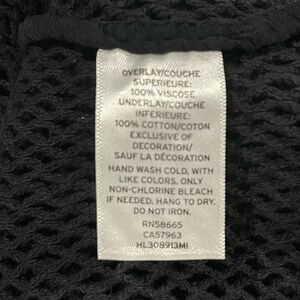 OVERLAY/COUCHE
SUPERIEURE:
100% VISCOSE
UNDERLAY/COUCHE
INFERIEURE:
100% COTTON/COTON
EXCLUSIVE OF
DECORATION/
SAUF LA DÉCORATION
HAND WASH COLD, WITH
LIKE COLORS. ONLY
NON-CHLORINE BLEACH
IF NEEDED. HANG TO DRY.
DO NOT IRON.
RN58665
CA57963
HL308913MI